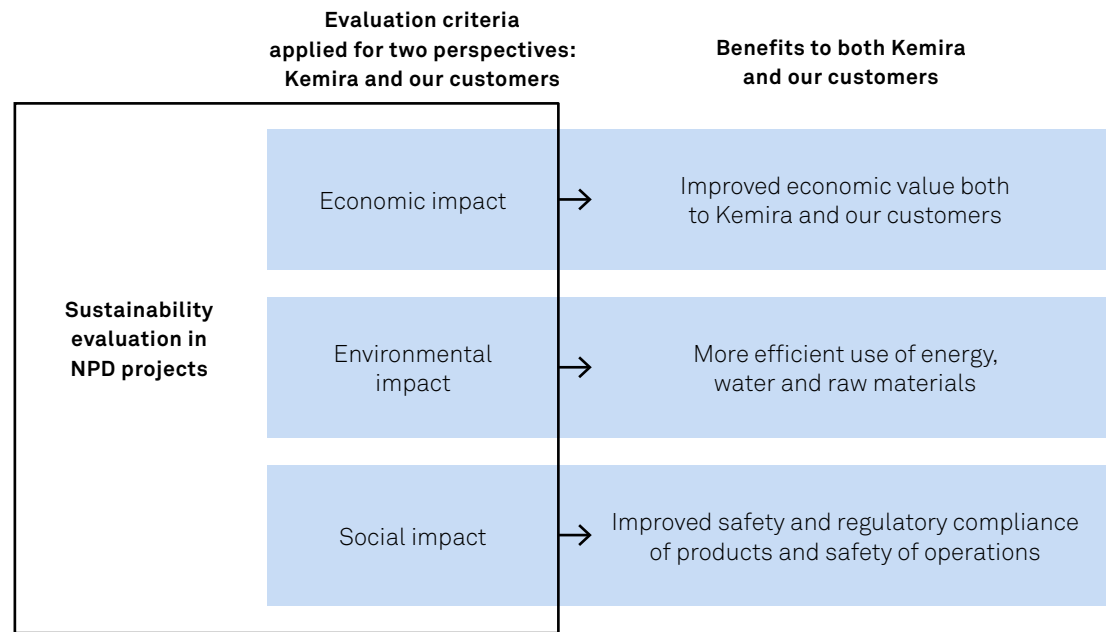 Evaluation criteria
applied for two perspectives:
Kemira and our customers
Benefits to both Kemira
and our customers
Sustainability
evaluation in
NPD projects
Economic impact
Improved economic value both
to Kemira and our customers
Environmental
impact
More efficient use of energy,
water and raw materials
Social impact
Improved safety and regulatory compliance
of products and safety of operations